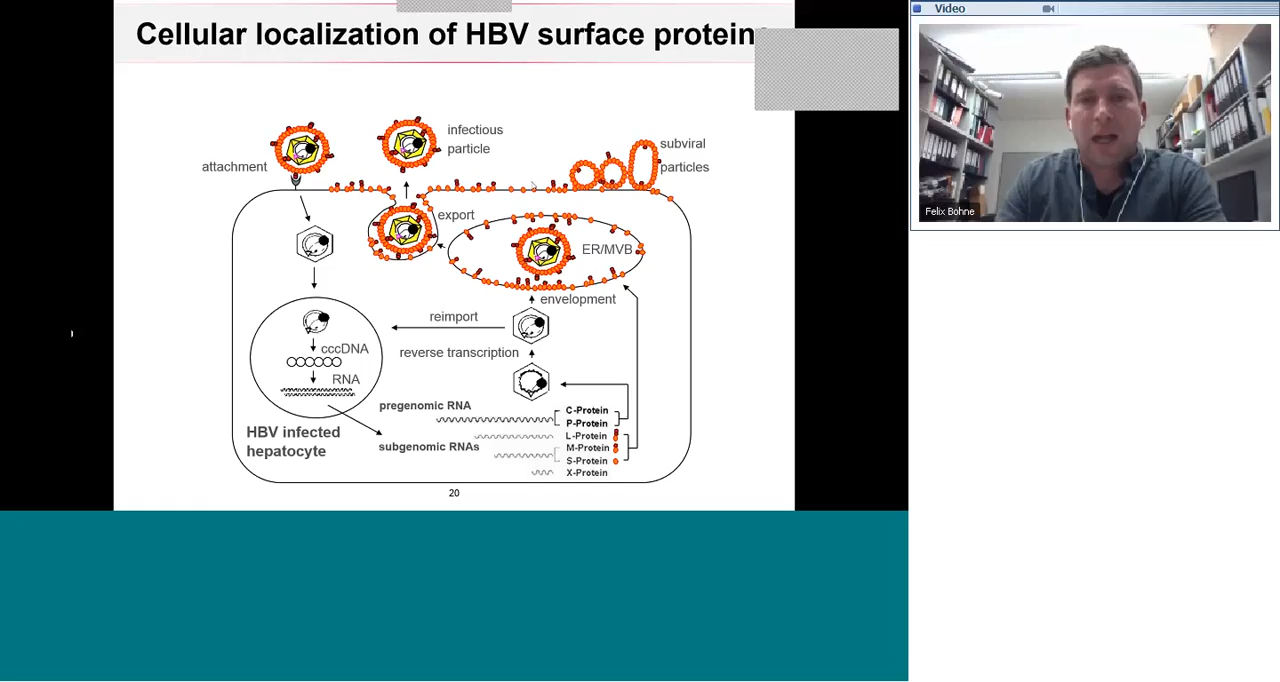 Cellular localization of HBV surface protein
Video
Felix Bohne
attachment
infectious
particle
subviral
particles
export
ER/MVB
envelopment
reimport
reverse transcription
cccDNA
RNA
HBV infected
hepatocyte
pregenomic RNA
subgenomic RNAs
C-Protein
P-Protein
L-Protein
M-Protein
S-Protein
X-Protein
20